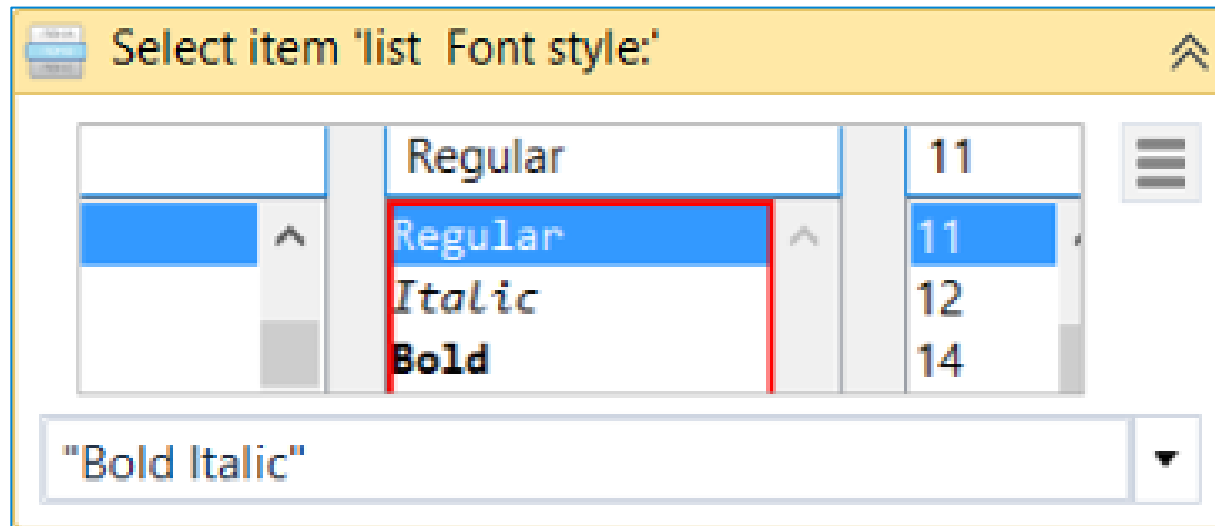 Select item 'list  Font style:'
Regular 11
Regular 11
Italic 12
Bold 14
"Bold Italic"